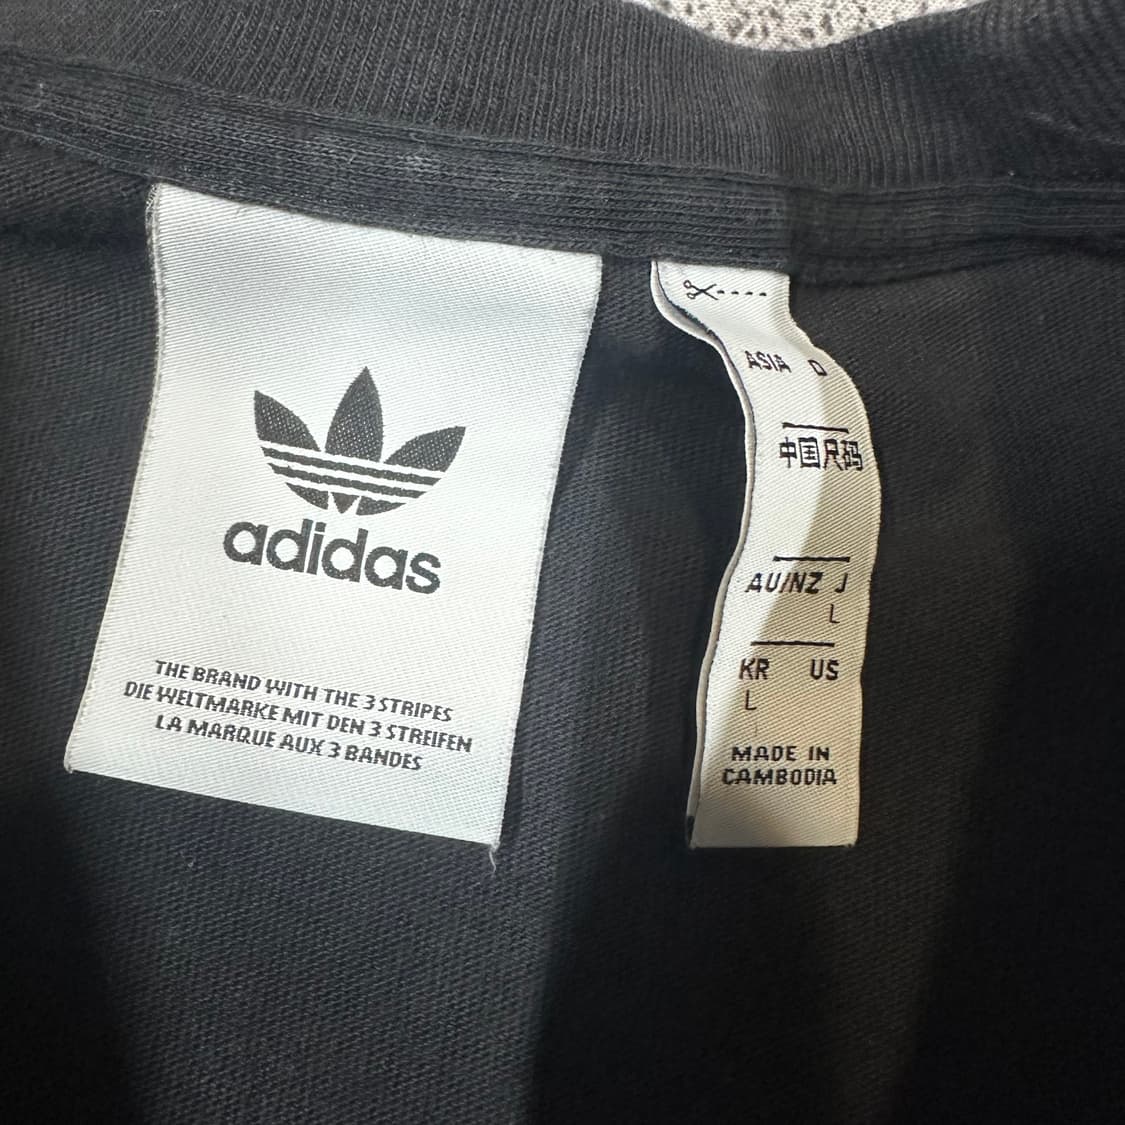 adidas
THE BRAND WITH THE 3 STRIPES
DIE WELTMARKE MIT DEN 3 STREIFEN
LA MARQUE AUX 3 BANDES
ASIA D
中国尺码
AU/NZ J
L
KR US
L
MADE IN
CAMBODIA